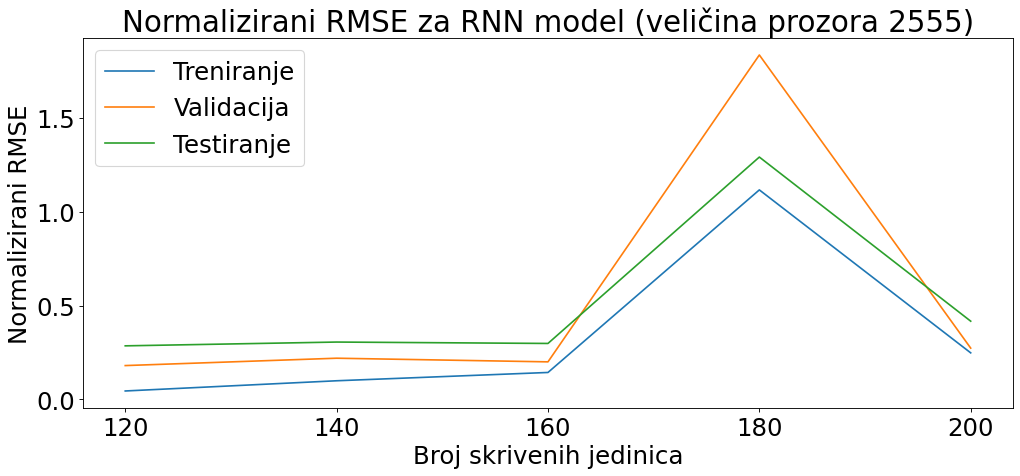 Normalizirani RMSE za RNN model (veličina prozora 2555)
Treniranje
Validacija
Testiranje
Normalizirani RMSE
1.5
1.0
0.5
0.0
120 140 160 180 200
Broj skrivenih jedinica